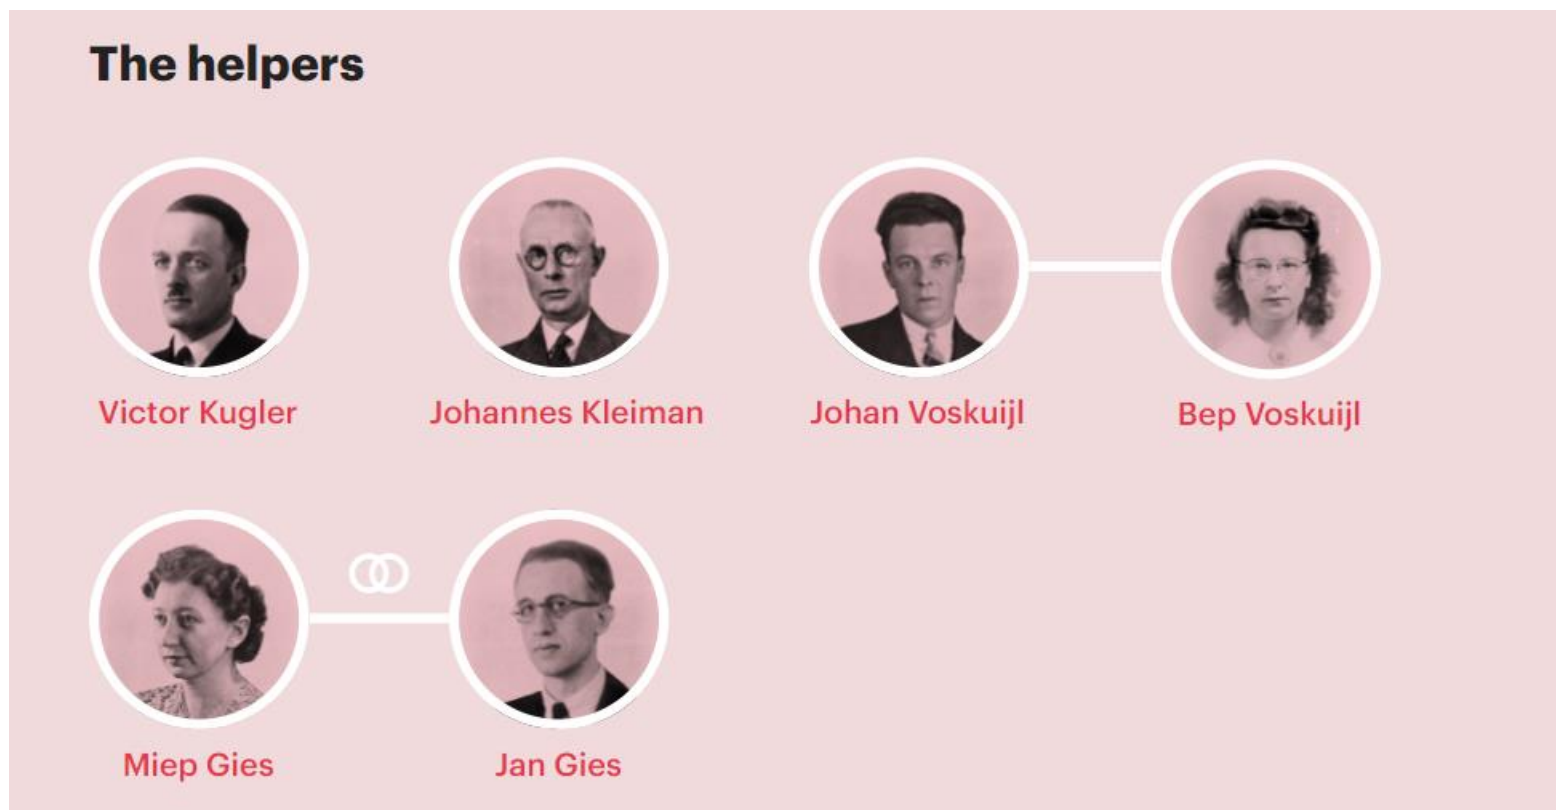 The helpers
Victor Kugler
Johannes Kleiman
Johan Voskuijl
Bep Voskuijl
Miep Gies
Jan Gies